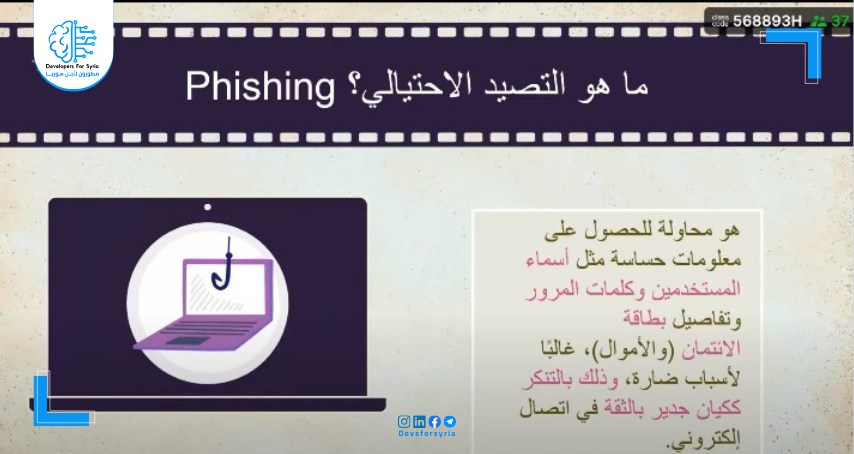 class code 568893H 37
Developers For Syria
مطورون لأجل سوريا
ما هو التصيد الاحتيالي؟ Phishing
هو محاولة للحصول على
معلومات حساسة مثل أسماء
المستخدمين وكلمات المرور
وتفاصيل بطاقة
الائتمان (والأموال)، غالبًا
لأسباب ضارة، وذلك بالتنكر
ككيان جدير بالثقة في اتصال
إلكتروني.
Devsforsyria